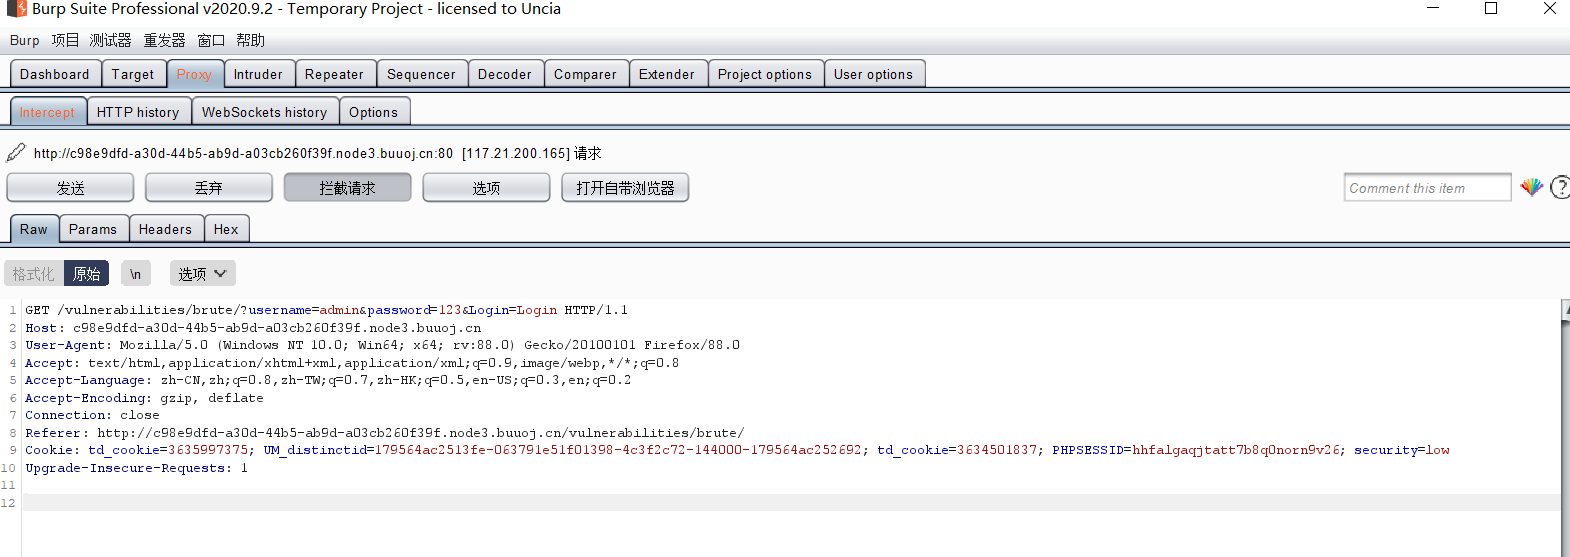 Burp Suite Professional v2020.9.2 - Temporary Project - licensed to Uncia
Burp 项目 测试器 重发器 窗口 帮助
Dashboard Target Proxy Intruder Repeater Sequencer Decoder Comparer Extender Project options User options
Intercept HTTP history WebSockets history Options
http://c98e9dfd-a30d-44b5-ab9d-a03cb260f39f.node3.buuoj.cn:80 [117.21.200.165] 请求
发送 丢弃 拦截请求 选项 打开自带浏览器 Comment this item ?
Raw Params Headers Hex
格式化 原始 \n 选项
1 GET /vulnerabilities/brute/?username=admin&password=123&Login=Login HTTP/1.1
2 Host: c98e9dfd-a30d-44b5-ab9d-a03cb260f39f.node3.buuoj.cn
3 User-Agent: Mozilla/5.0 (Windows NT 10.0; Win64; x64; rv:88.0) Gecko/20100101 Firefox/88.0
4 Accept: text/html,application/xhtml+xml,application/xml;q=0.9,image/webp,*/*;q=0.8
5 Accept-Language: zh-CN,zh;q=0.8,zh-TW;q=0.7,zh-HK;q=0.5,en-US;q=0.3,en;q=0.2
6 Accept-Encoding: gzip, deflate
7 Connection: close
8 Referer: http://c98e9dfd-a30d-44b5-ab9d-a03cb260f39f.node3.buuoj.cn/vulnerabilities/brute/
9 Cookie: td_cookie=3635997375; UM_distinctid=179564ac2513fe-063791e51f01398-4c3f2c72-144000-179564ac252692; td_cookie=3634501837; PHPSESSID=hhfalgaqjtatt7b8q0norn9v26; security=low
10 Upgrade-Insecure-Requests: 1
11
12